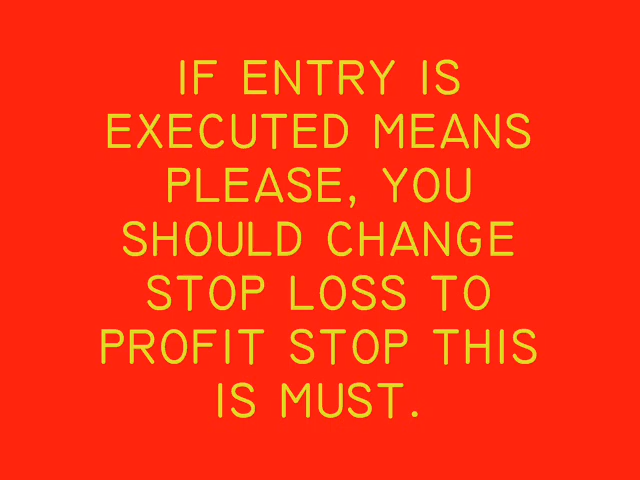 IF ENTRY IS
EXECUTED MEANS
PLEASE, YOU
SHOULD CHANGE
STOP LOSS TO
PROFIT STOP THIS
IS MUST.